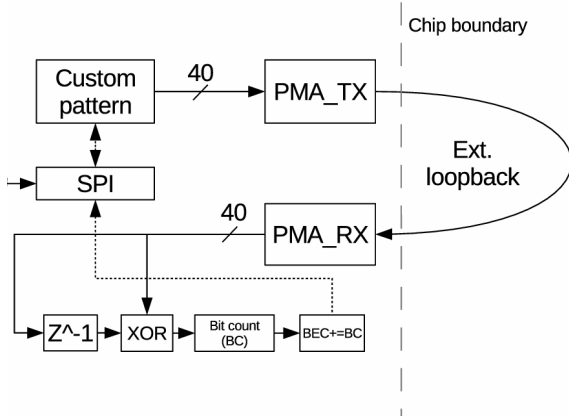 Chip boundary
Custom
pattern
40
PMA_TX
Ext.
loopback
SPI
40
PMA_RX
Z^-1
XOR
Bit count
(BC)
BEC+=BC